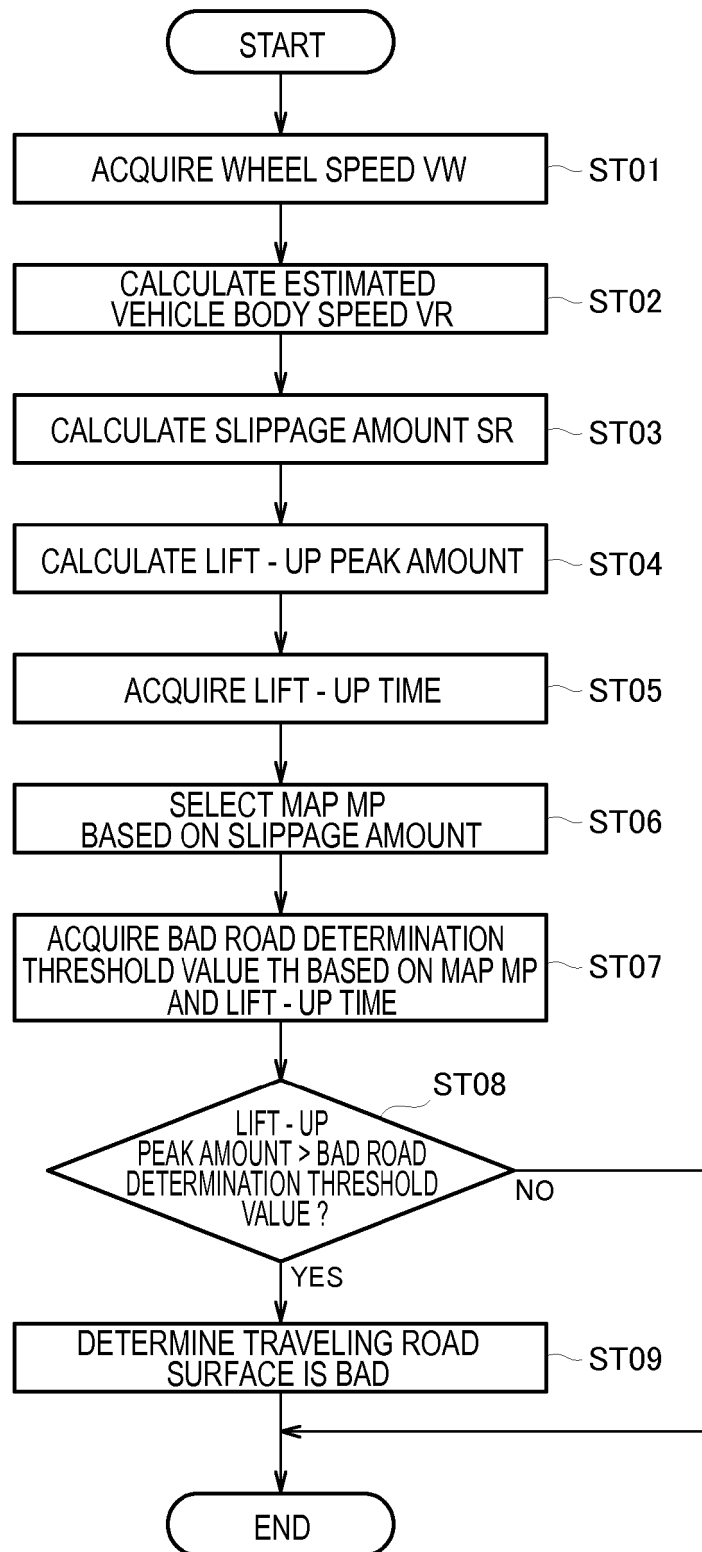 START
ACQUIRE WHEEL SPEED VW
ST01
CALCULATE ESTIMATED
VEHICLE BODY SPEED VR
ST02
CALCULATE SLIPPAGE AMOUNT SR
ST03
CALCULATE LIFT - UP PEAK AMOUNT
ST04
ACQUIRE LIFT - UP TIME
ST05
SELECT MAP MP
BASED ON SLIPPAGE AMOUNT
ST06
ACQUIRE BAD ROAD DETERMINATION
THRESHOLD VALUE TH BASED ON MAP MP
AND LIFT - UP TIME
ST07
ST08
LIFT - UP
PEAK AMOUNT > BAD ROAD
DETERMINATION THRESHOLD
VALUE ?
NO
YES
DETERMINE TRAVELING ROAD
SURFACE IS BAD
ST09
END